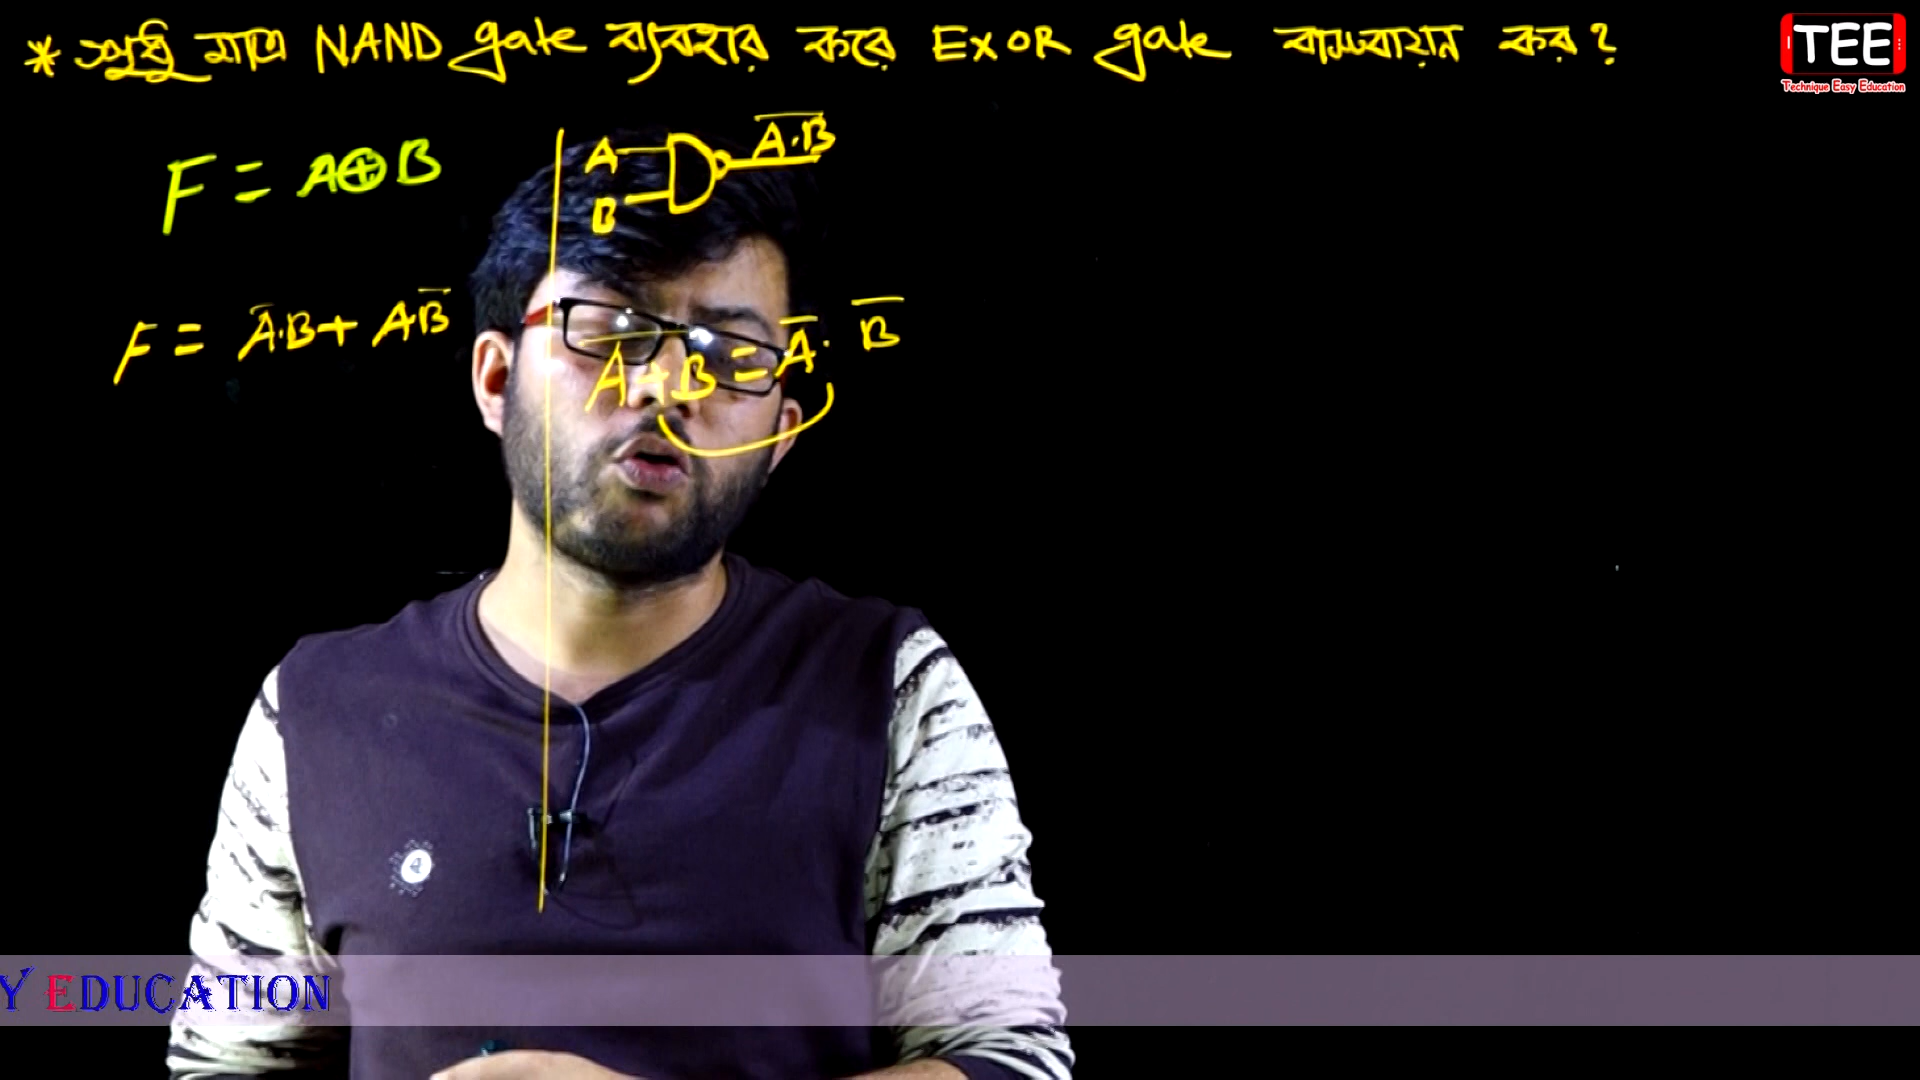 * শুধু মাত্র NAND gate ব্যবহার করে EXOR gate বাস্তবায়ন কর ?
TEE
Technique Easy Education
F = A⊕B
A
B
A̅.̅B̅
F = A̅.B + AB̅
A̅+̅B̅ = A̅. B̅
Y EDUCATION